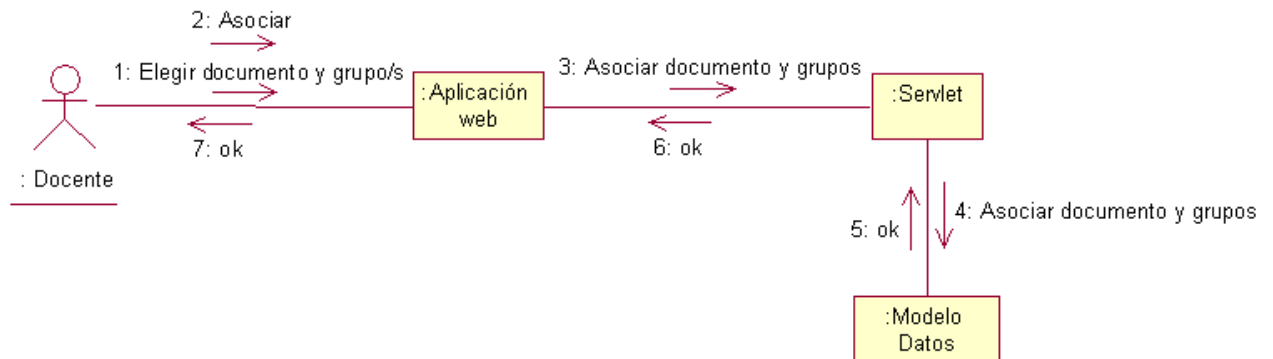 2: Asociar
1: Elegir documento y grupo/s
3: Asociar documento y grupos
:Aplicación
web
:Servlet
7: ok
6: ok
: Docente
4: Asociar documento y grupos
5: ok
:Modelo
Datos